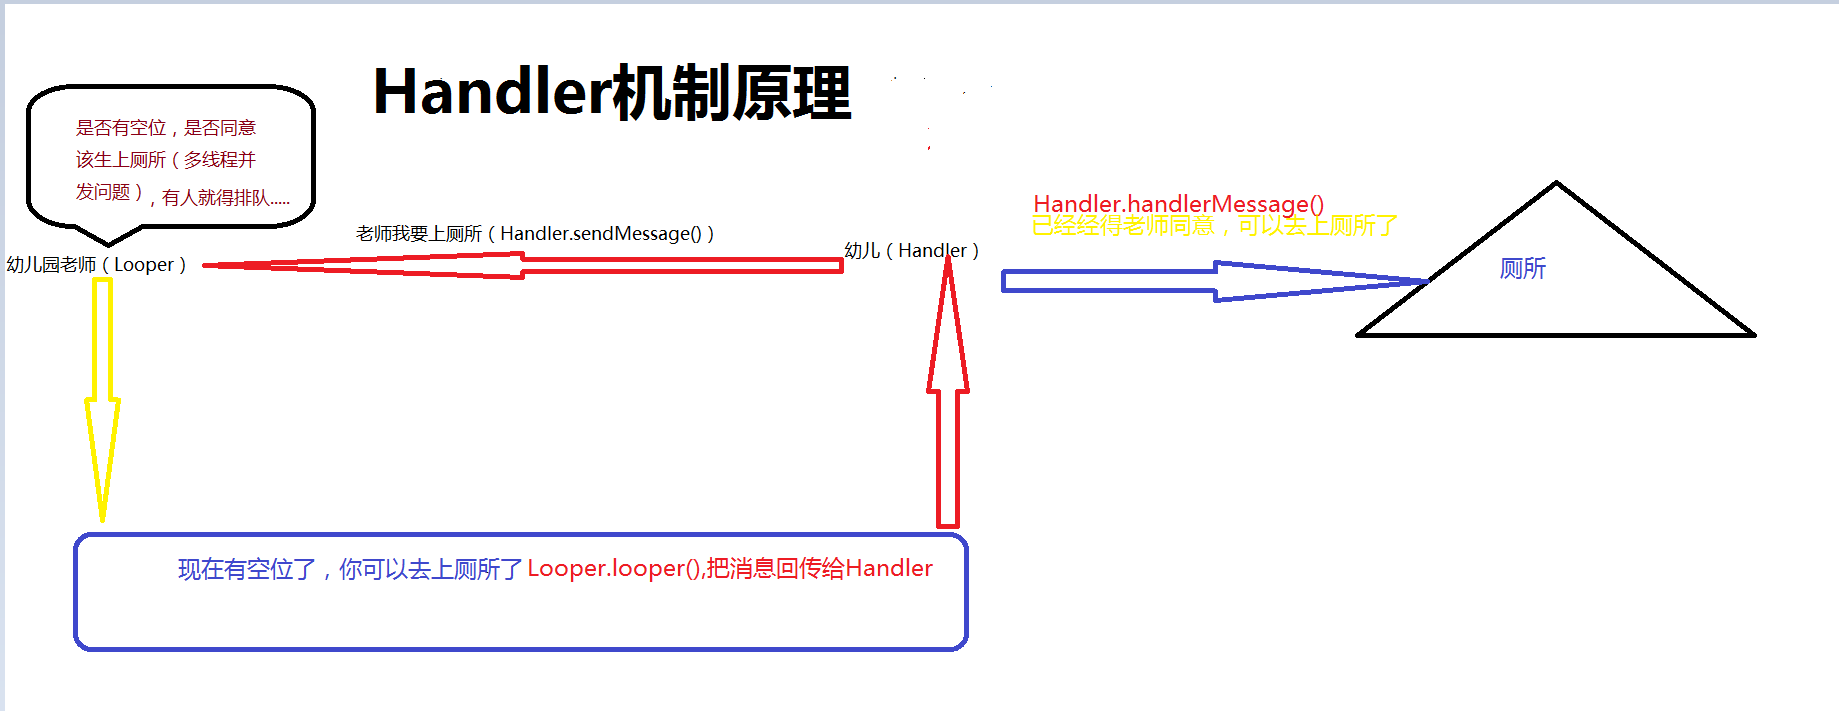 Handler机制原理
是否有空位，是否同意
该生上厕所（多线程并
发问题），有人就得排队.....
老师我要上厕所（Handler.sendMessage()）
幼儿园老师（Looper）
幼儿（Handler）
Handler.handlerMessage()
已经经得老师同意，可以去上厕所了
厕所
现在有空位了，你可以去上厕所了 Looper.looper(),把消息回传给Handler